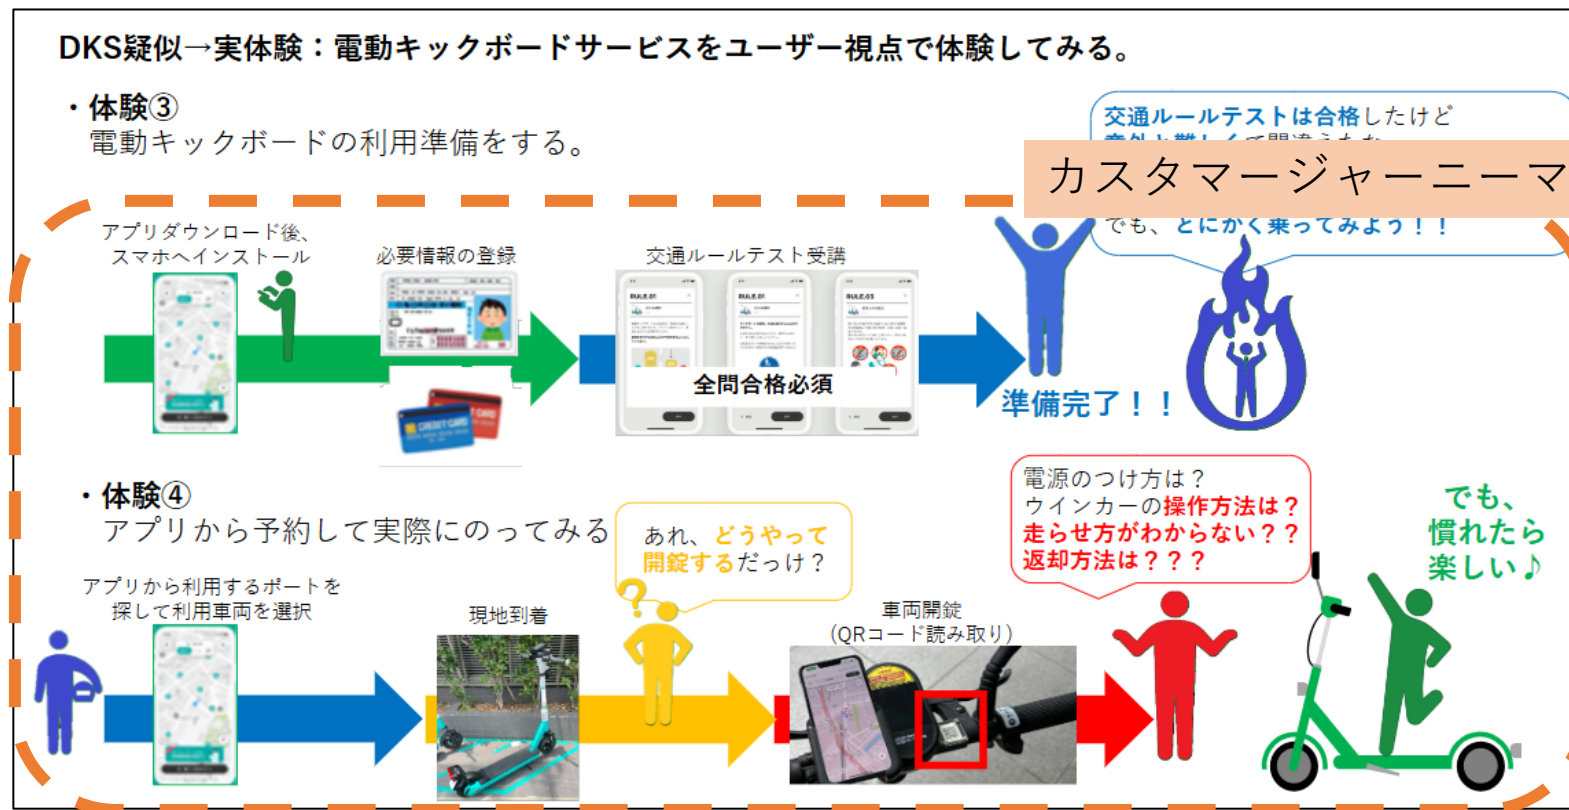 DKS疑似→実体験：電動キックボードサービスをユーザー視点で体験してみる。
・体験③
電動キックボードの利用準備をする。
交通ルールテストは合格したけど
カスタマージャーニーマ
でも、とにかく乗ってみよう！！
アプリダウンロード後、
スマホへインストール
必要情報の登録
交通ルールテスト受講
RULE.01
RULE.01
RULE.03
CREDIT CARD
全問合格必須
準備完了！！
・体験④
アプリから予約して実際にのってみる
あれ、どうやって
開錠するだっけ？
電源のつけ方は？
ウインカーの操作方法は？
走らせ方がわからない？？
返却方法は？？？
でも、
慣れたら
楽しい♪
アプリから利用するポートを
探して利用車両を選択
現地到着
車両開錠
（QRコード読み取り）